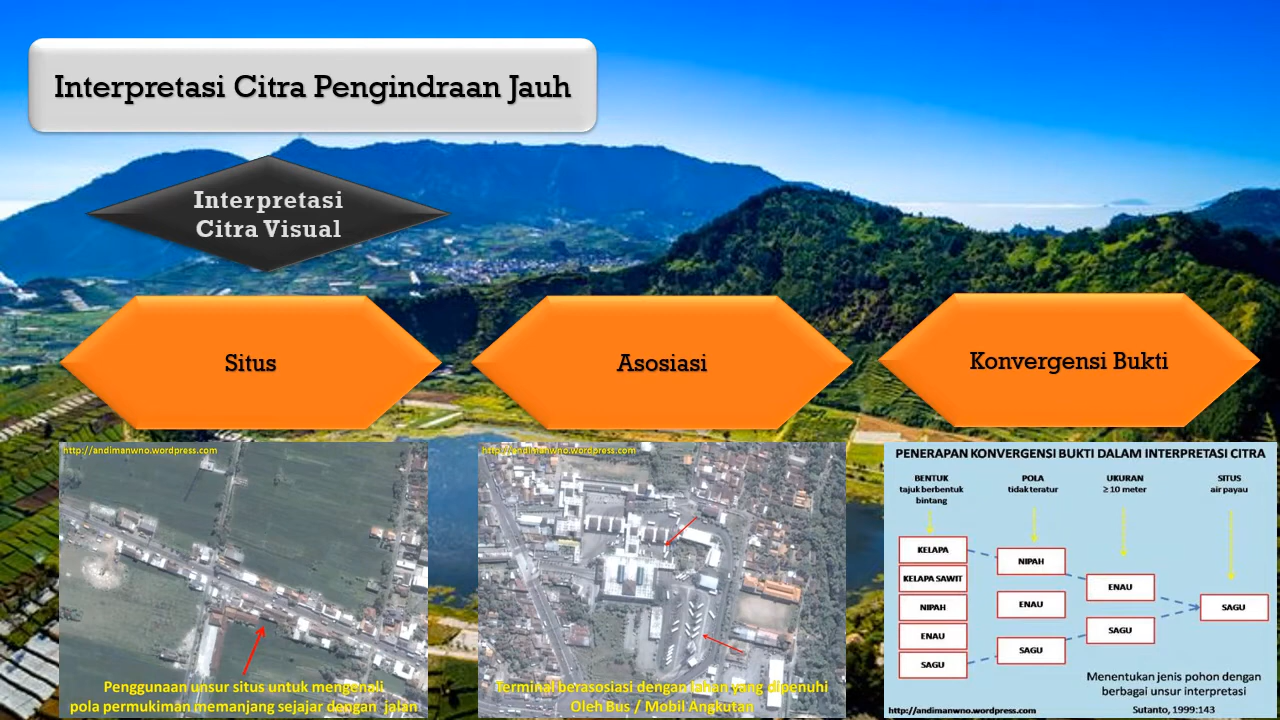 Interpretasi Citra Pengindraan Jauh
Interpretasi
Citra Visual
Situs
Asosiasi
Konvergensi Bukti
http://andimanwno.wordpress.com
Penggunaan unsur situs untuk mengenali
pola permukiman memanjang sejajar dengan jalan
http://andimanwno.wordpress.com
Terminal berasosiasi dengan lahan yang dipenuhi
Oleh Bus / Mobil Angkutan
PENERAPAN KONVERGENSI BUKTI DALAM INTERPRETASI CITRA
BENTUK
tajuk berbentuk
bintang
POLA
tidak teratur
UKURAN
≥ 10 meter
SITUS
air payau
KELAPA
KELAPA SAWIT
NIPAH
ENAU
SAGU
NIPAH
ENAU
SAGU
ENAU
SAGU
SAGU
Menentukan jenis pohon dengan
berbagai unsur interpretasi
http://andimanwno.wordpress.com
Sutanto, 1999:143